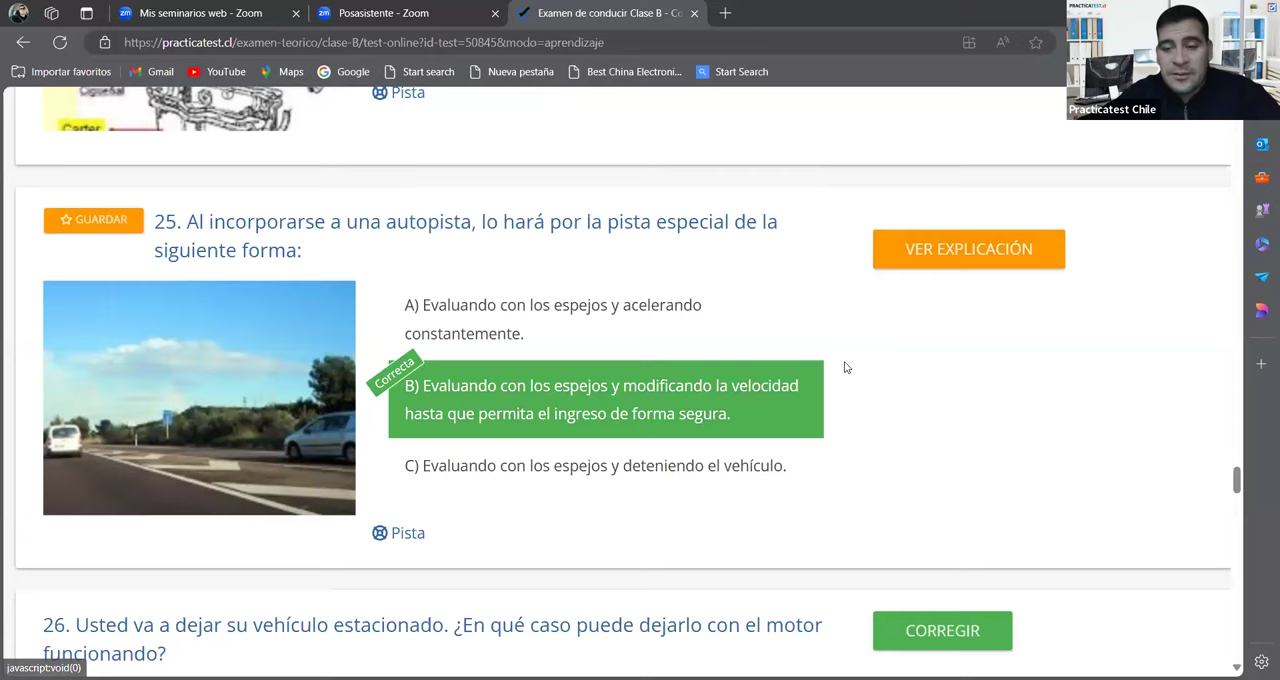 Mis seminarios web - Zoom
Posasistente - Zoom
Examen de conducir Clase B - Co
https://practicatest.cl/examen-teorico/clase-B/test-online?id-test=50845&modo=aprendizaje
Importar favoritos
Gmail
YouTube
Maps
Google
Start search
Nueva pestaña
Best China Electroni...
Start Search
PRACTICATEST.cl
Practicatest Chile
Cigüeñal
Carter
Pista
GUARDAR
25. Al incorporarse a una autopista, lo hará por la pista especial de la
siguiente forma:
VER EXPLICACIÓN
A) Evaluando con los espejos y acelerando
constantemente.
Correcta
B) Evaluando con los espejos y modificando la velocidad
hasta que permita el ingreso de forma segura.
C) Evaluando con los espejos y deteniendo el vehículo.
Pista
26. Usted va a dejar su vehículo estacionado. ¿En qué caso puede dejarlo con el motor
funcionando?
CORREGIR
javascript:void(0)